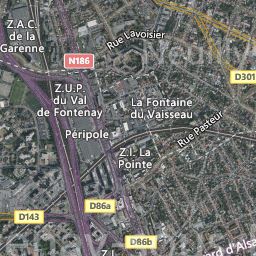 Z.A.C.
de la
Garenne
Rue Lavoisier
N186
D301
Z.U.P.
du Val
de Fontenay
La Fontaine
du Vaisseau
Péripole
Rue Pasteur
Z.I. La
Pointe
D86a
D143
D86b
Z.I.
d'Alsa